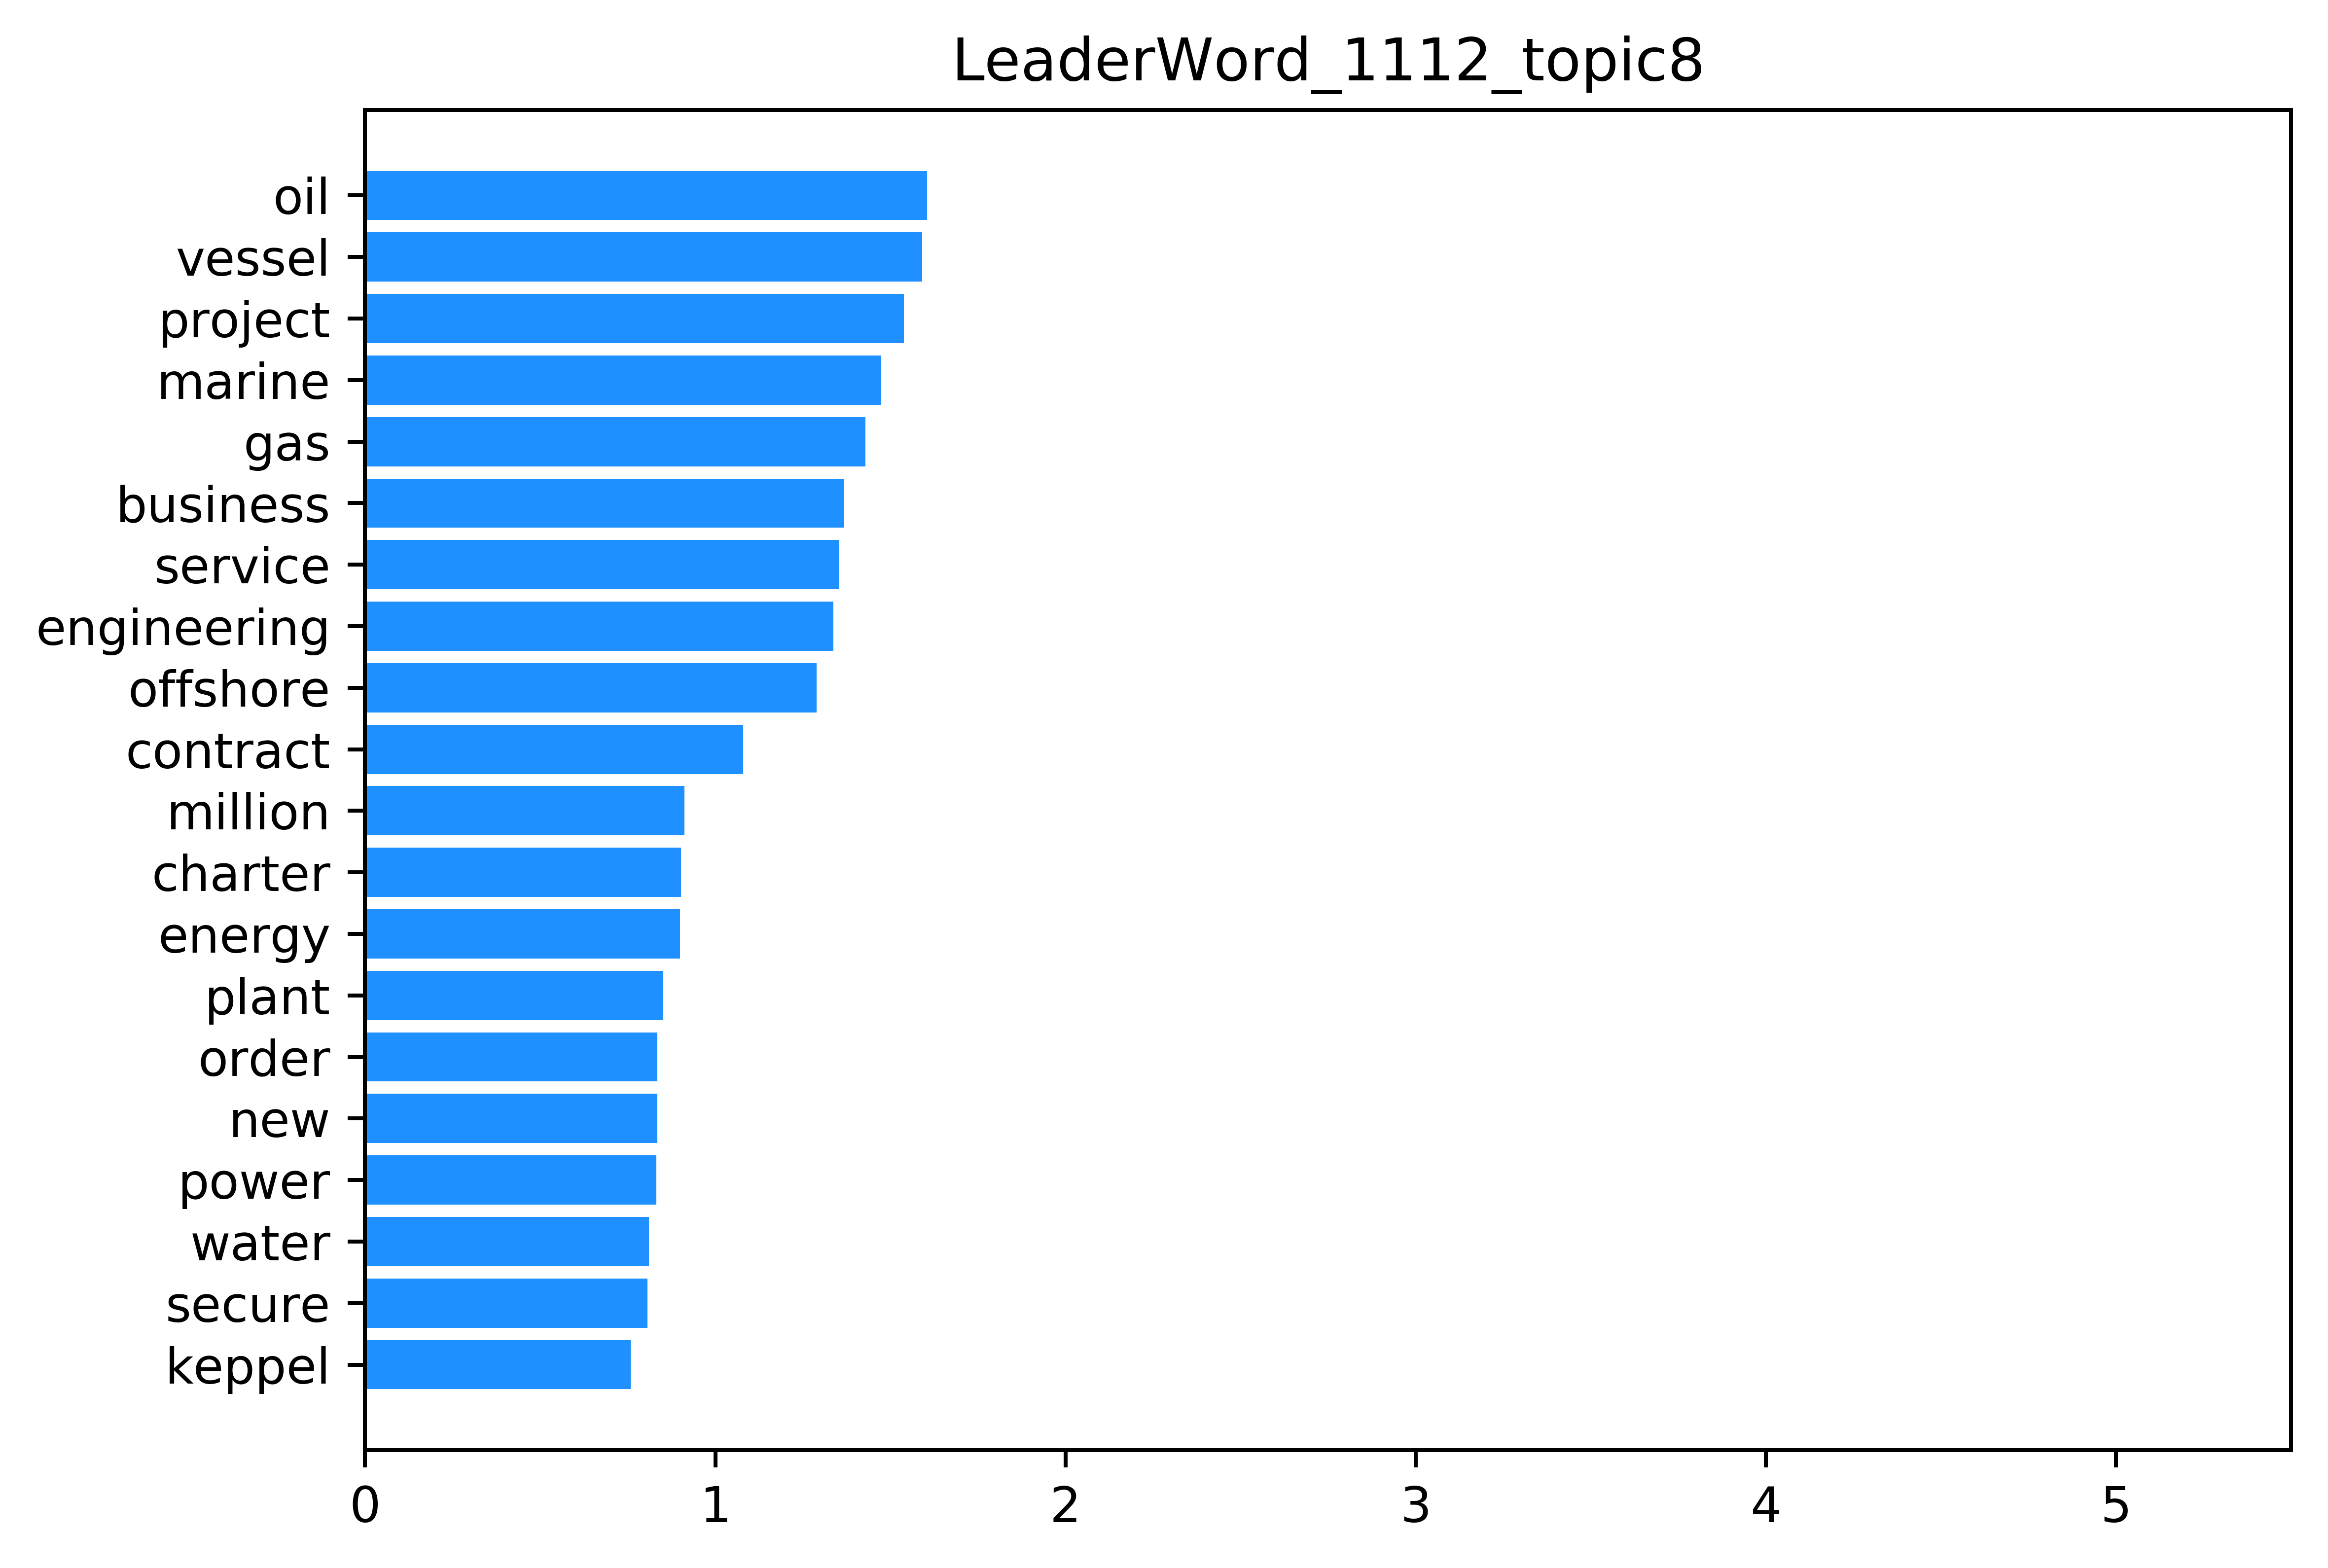 LeaderWord_1112_topic8
oil
vessel
project
marine
gas
business
service
engineering
offshore
contract
million
charter
energy
plant
order
new
power
water
secure
keppel
0 1 2 3 4 5